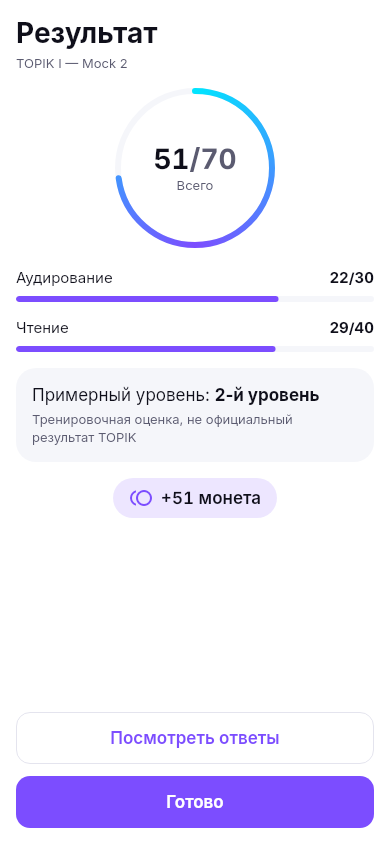 Результат
TOPIK I — Mock 2
51/70
Всего
Аудирование 22/30
Чтение 29/40
Примерный уровень: 2-й уровень
Тренировочная оценка, не официальный
результат TOPIK
+51 монета
Посмотреть ответы
Готово